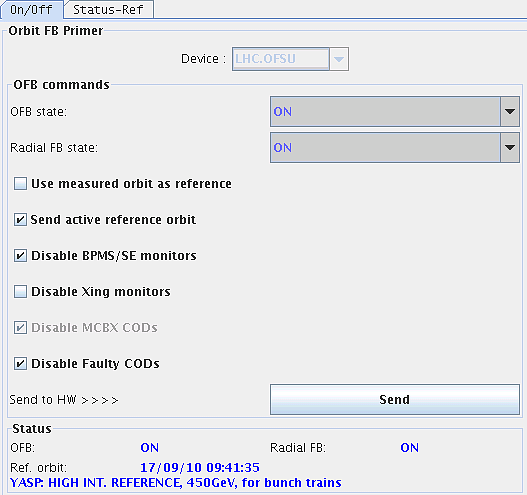 On/Off Status-Ref
Orbit FB Primer
Device : LHC.OFSU
OFB commands
OFB state: ON
Radial FB state: ON
Use measured orbit as reference
Send active reference orbit
Disable BPMS/SE monitors
Disable Xing monitors
Disable MCBX CODs
Disable Faulty CODs
Send to HW >>>> Send
Status
OFB: ON Radial FB: ON
Ref. orbit: 17/09/10 09:41:35
YASP: HIGH INT. REFERENCE, 450GeV, for bunch trains